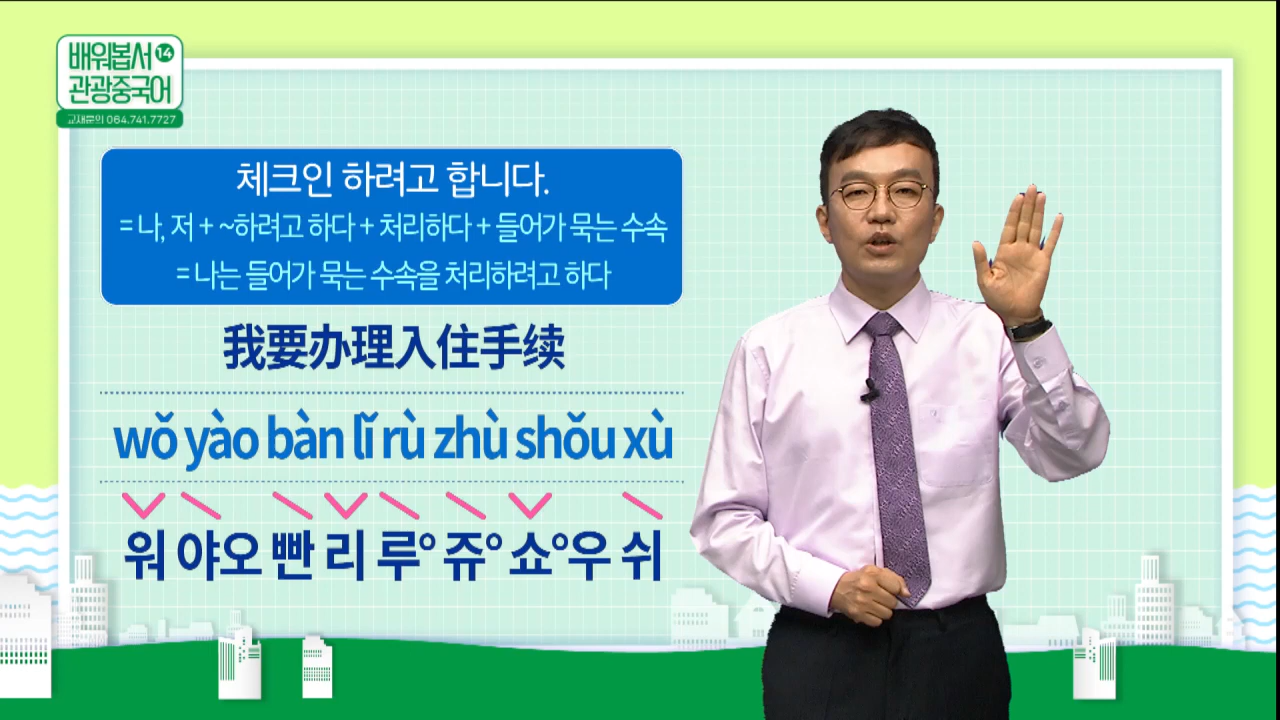 배워봅서 14
관광중국어
교재문의 064.741.7727
체크인 하려고 합니다.
= 나, 저 + ~하려고 하다 + 처리하다 + 들어가 묵는 수속
= 나는 들어가 묵는 수속을 처리하려고 하다
我要办理入住手续
wǒ yào bàn lǐ rù zhù shǒu xù
워 야오 빤 리 루° 쥬° 쇼°우 쉬